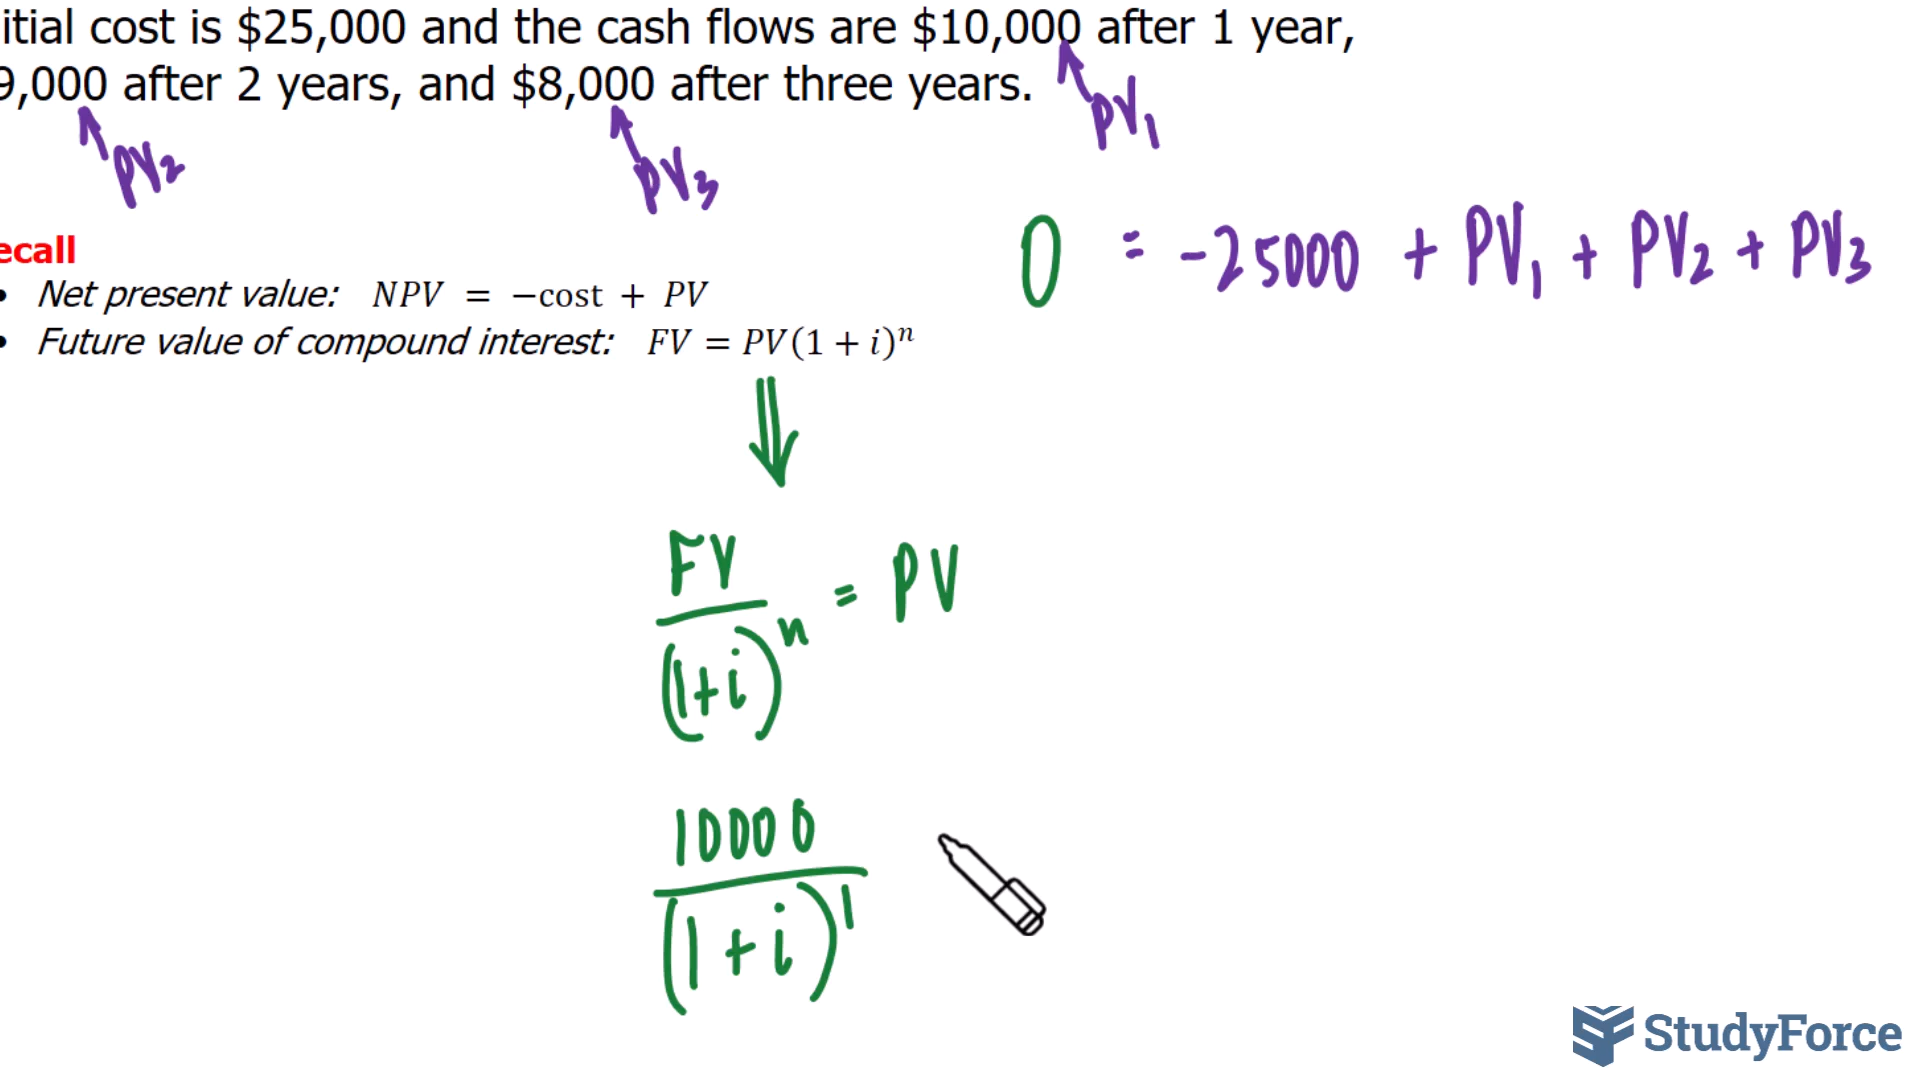 itial cost is $25,000 and the cash flows are $10,000 after 1 year,
9,000 after 2 years, and $8,000 after three years.
PV₁
PV₂
PV₃
0 = -25000 + PV₁ + PV₂ + PV₃
ecall
• Net present value: NPV = −cost + PV
• Future value of compound interest: FV = PV(1 + i)ⁿ
FV
/(1+i)ⁿ = PV
10000
/(1+i)¹
StudyForce